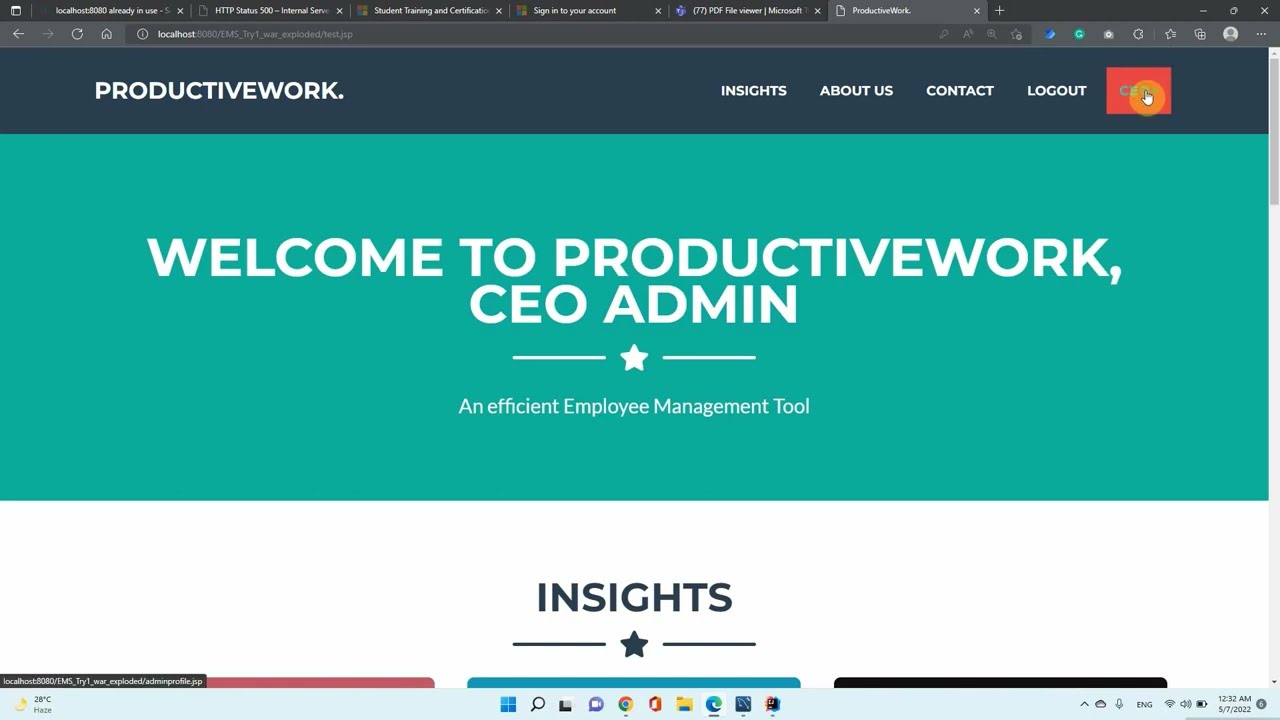 localhost:8080 already in use - S
HTTP Status 500 – Internal Serve
Student Training and Certification
Sign in to your account
(77) PDF File viewer | Microsoft T
ProductiveWork.
localhost:8080/EMS_Try1_war_exploded/test.jsp
PRODUCTIVEWORK.
INSIGHTS
ABOUT US
CONTACT
LOGOUT
WELCOME TO PRODUCTIVEWORK,
CEO ADMIN
An efficient Employee Management Tool
INSIGHTS
localhost:8080/EMS_Try1_war_exploded/adminprofile.jsp
28°C
Haze
ENG
12:32 AM
5/7/2022
6